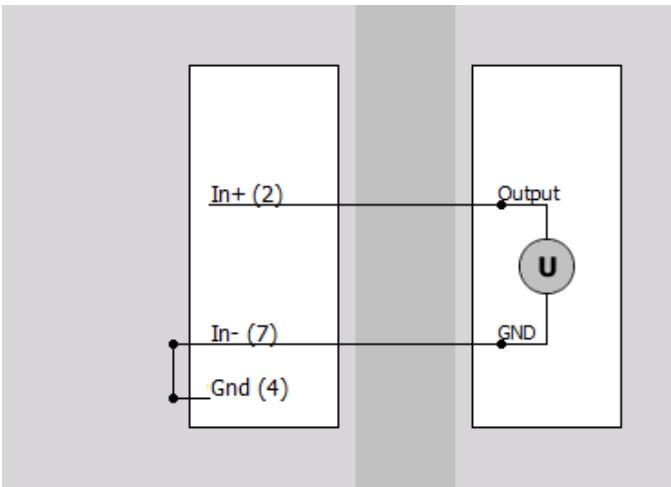 In+ (2)
Output
U
In- (7)
GND
Gnd (4)